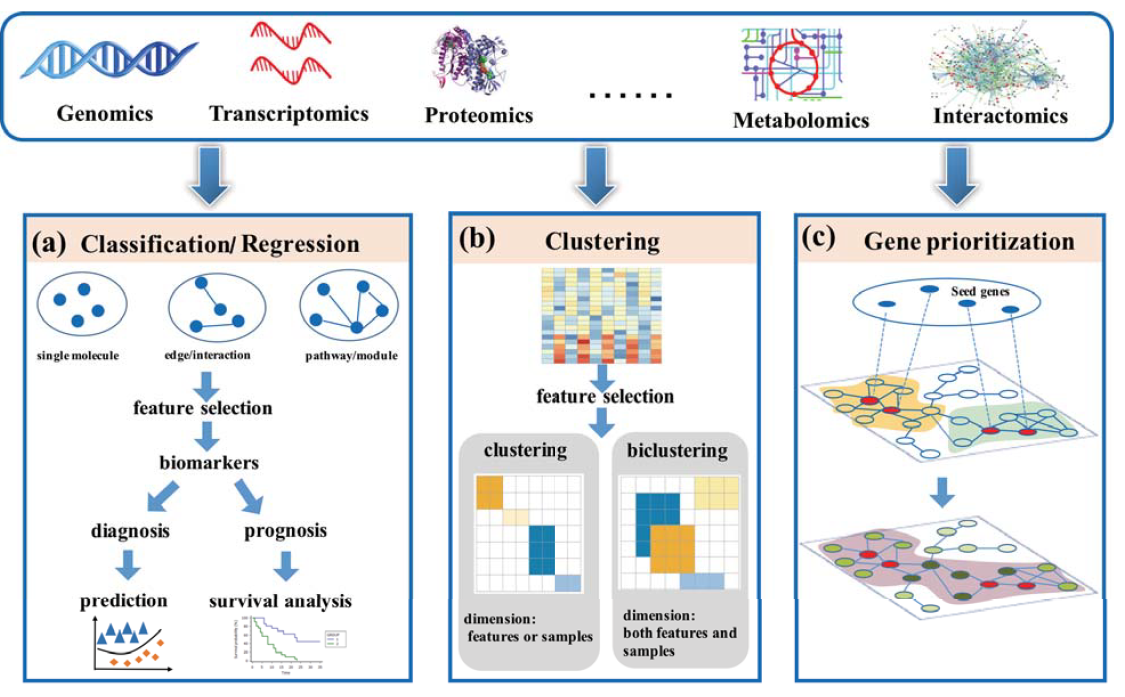 Genomics
Transcriptomics
Proteomics
......
Metabolomics
Interactomics
(a) Classification/ Regression
single molecule
edge/interaction
pathway/module
feature selection
biomarkers
diagnosis
prognosis
prediction
survival analysis
(b) Clustering
feature selection
clustering
biclustering
dimension:
features or samples
dimension:
both features and
samples
(c) Gene prioritization
Seed genes